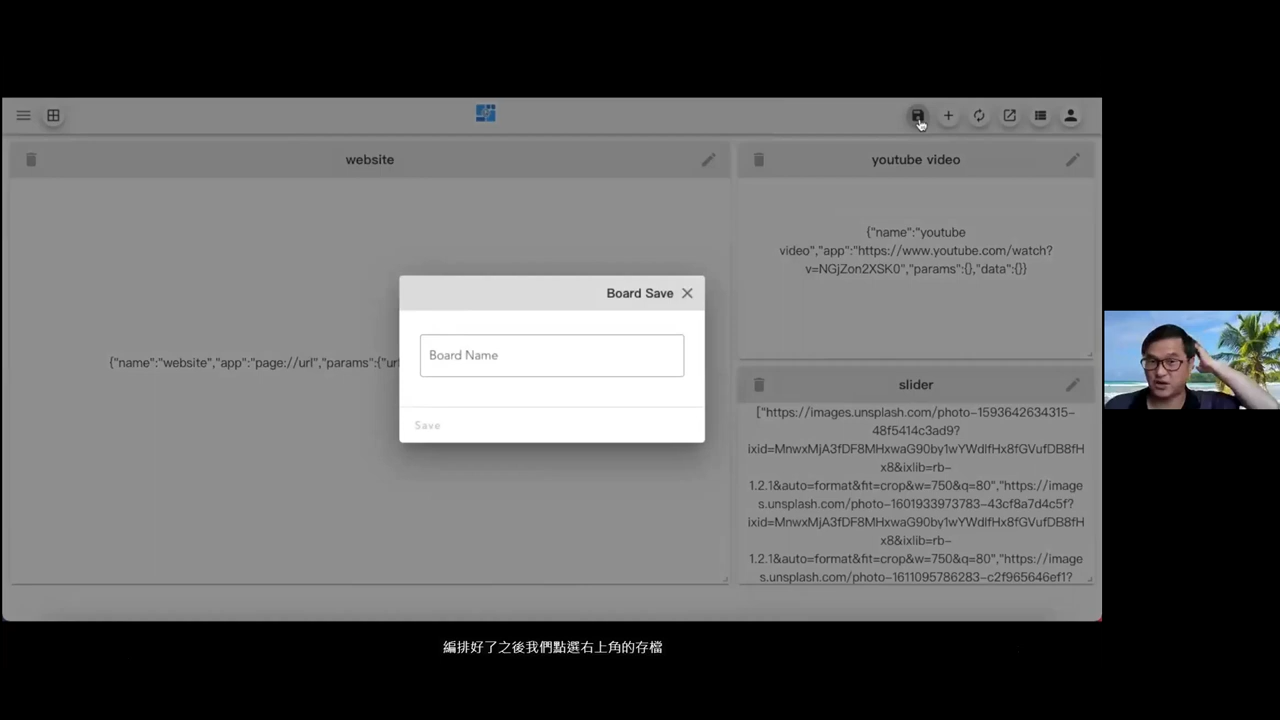 website
youtube video
{"name":"youtube
video","app":"https://www.youtube.com/watch?
v=NGjZon2XSK0","params":{},"data":{}}
Board Save
Board Name
Save
{"name":"website","app":"page://url","params":{"url
slider
["https://images.unsplash.com/photo-1593642634315-
48f5414c3ad9?
ixid=MnwxMjA3fDF8MHxwaG90by1wYWdlfHx8fGVufDB8fH
x8&ixlib=rb-
1.2.1&auto=format&fit=crop&w=750&q=80","https://image
s.unsplash.com/photo-1601933973783-43cf8a7d4c5f?
ixid=MnwxMjA3fDF8MHxwaG90by1wYWdlfHx8fGVufDB8fH
x8&ixlib=rb-
1.2.1&auto=format&fit=crop&w=750&q=80","https://image
s.unsplash.com/photo-1611095786283-c2f965646ef1?
編排好了之後我們點選右上角的存檔